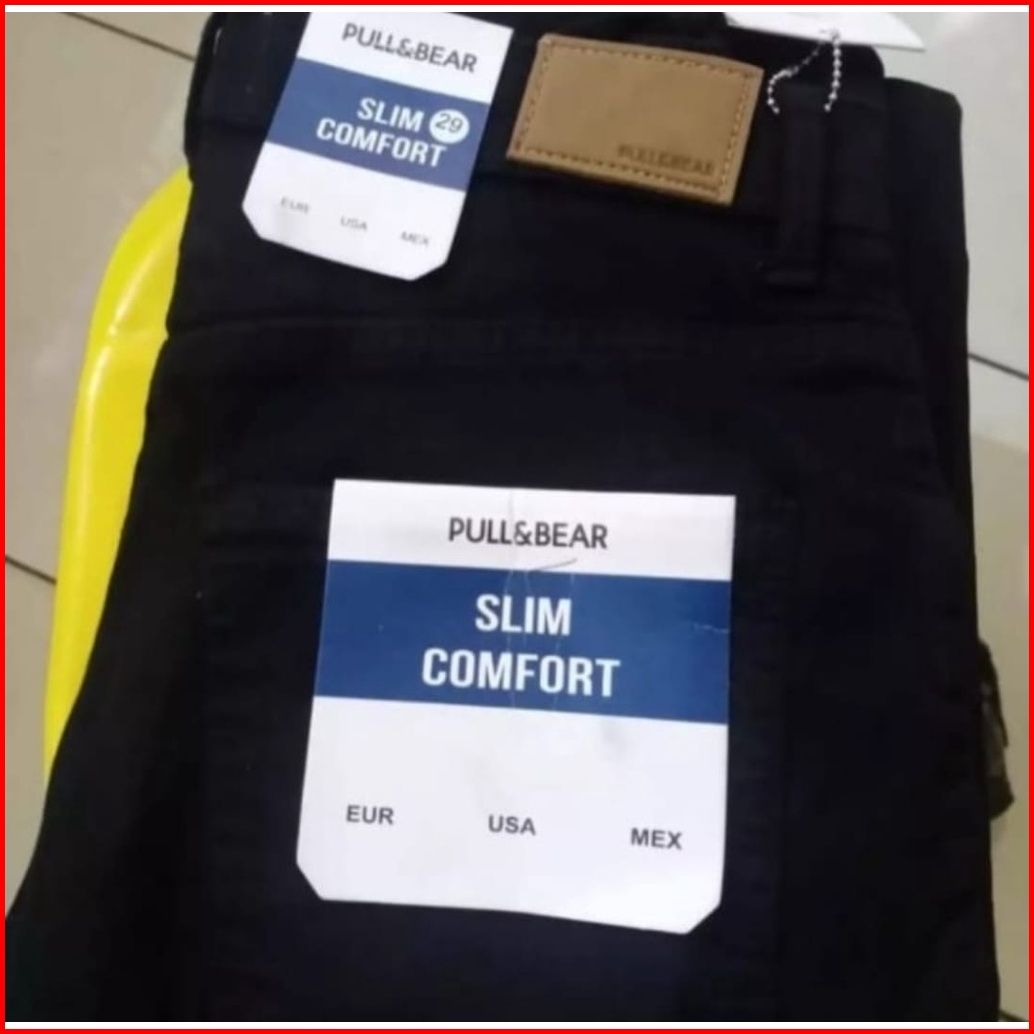 PULL&BEAR
SLIM 29
COMFORT
EUR USA MEX
PULL&BEAR
PULL&BEAR
SLIM
COMFORT
EUR USA MEX